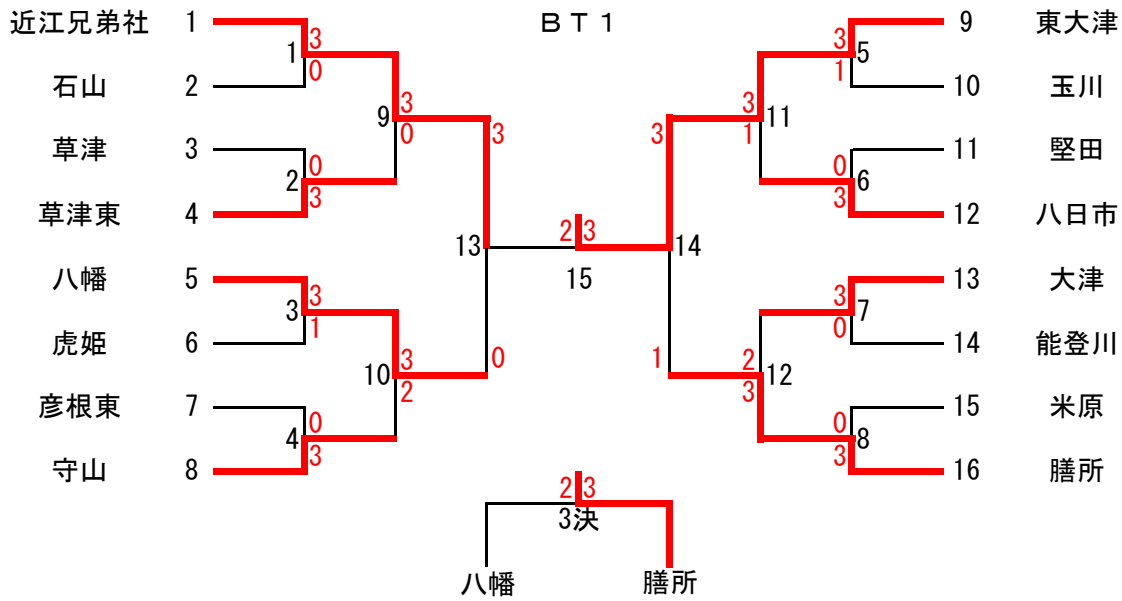 近江兄弟社 1 3 BT1 3 9 東大津
1 5
石山 2 0 1 10 玉川
9 3 3 11
草津 3 0 0 1 0 11 堅田
2 3 3 6
草津東 4 3 3 12 八日市
13 2 3 14
15
八幡 5 3 3 13 大津
3 7
虎姫 6 1 0 14 能登川
10 3 0 1 2 12
彦根東 7 0 2 3 0 15 米原
4 8
守山 8 3 3 16 膳所
2 3
3決
八幡 膳所